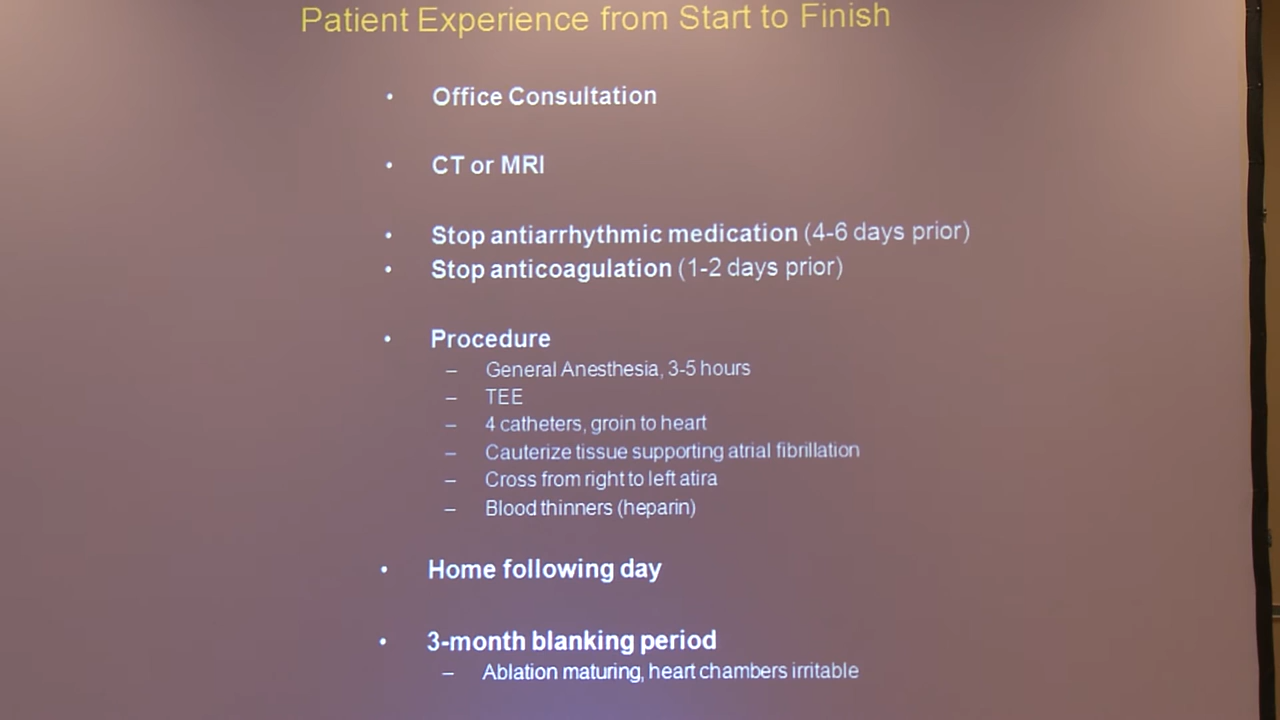 Patient Experience from Start to Finish
• Office Consultation
• CT or MRI
• Stop antiarrhythmic medication (4-6 days prior)
• Stop anticoagulation (1-2 days prior)
• Procedure
– General Anesthesia, 3-5 hours
– TEE
– 4 catheters, groin to heart
– Cauterize tissue supporting atrial fibrillation
– Cross from right to left atira
– Blood thinners (heparin)
• Home following day
• 3-month blanking period
– Ablation maturing, heart chambers irritable